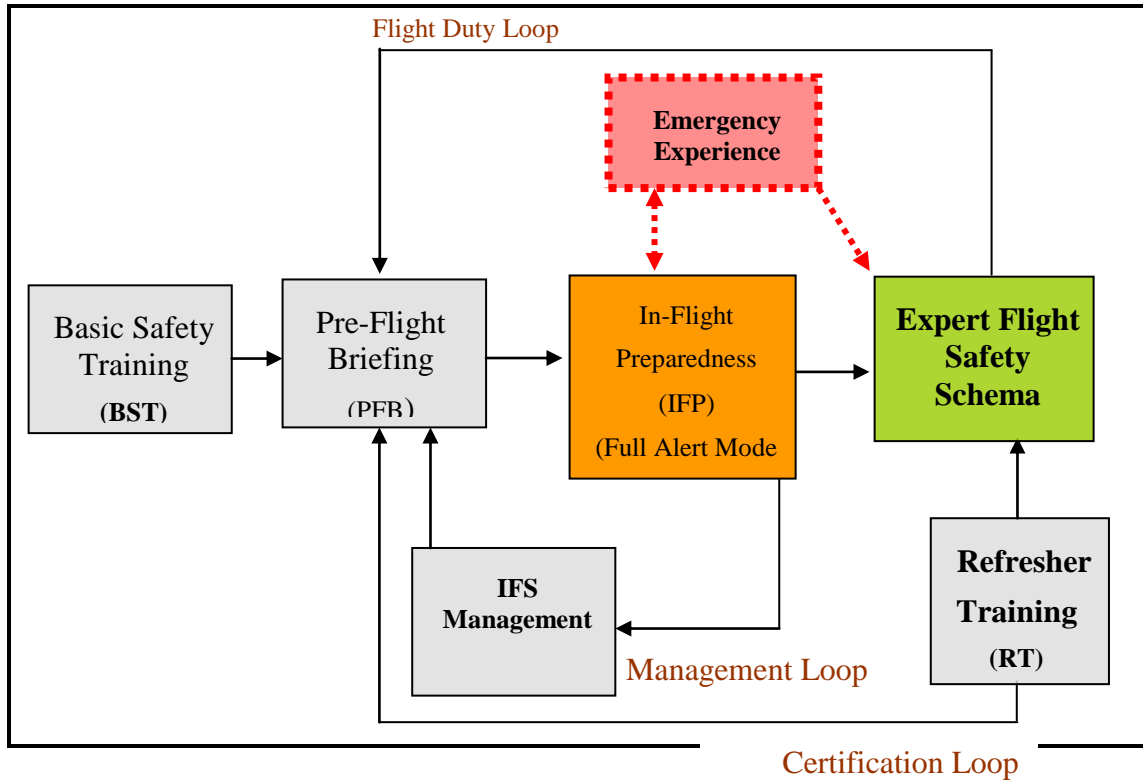 Flight Duty Loop
Emergency
Experience
Basic Safety
Training
(BST)
Pre-Flight
Briefing
(PFB)
In-Flight
Preparedness
(IFP)
(Full Alert Mode
Expert Flight
Safety
Schema
IFS
Management
Refresher
Training
(RT)
Management Loop
Certification Loop